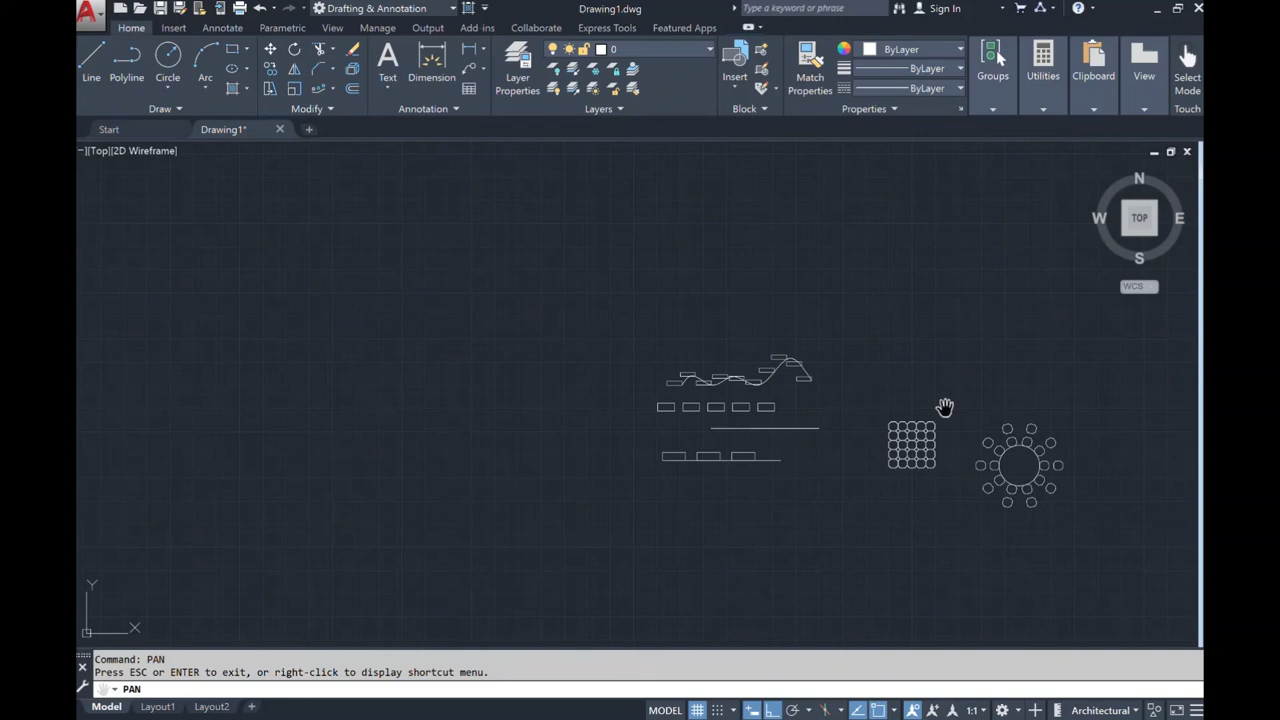 A Drafting & Annotation Drawing1.dwg Type a keyword or phrase Sign In ?
Home Insert Annotate Parametric View Manage Output Add-ins Collaborate Express Tools Featured Apps
0 ByLayer
A
Line Polyline Circle Arc Text Dimension Layer Insert Match ByLayer Groups Utilities Clipboard View Select
Properties Properties ByLayer Mode
Draw Modify Annotation Layers Block Properties Touch
Start Drawing1*
−][Top][2D Wireframe]
N
W TOP E
S
WCS
Y
X
Command: PAN
Press ESC or ENTER to exit, or right-click to display shortcut menu.
PAN
Model Layout1 Layout2 + MODEL 1:1 Architectural